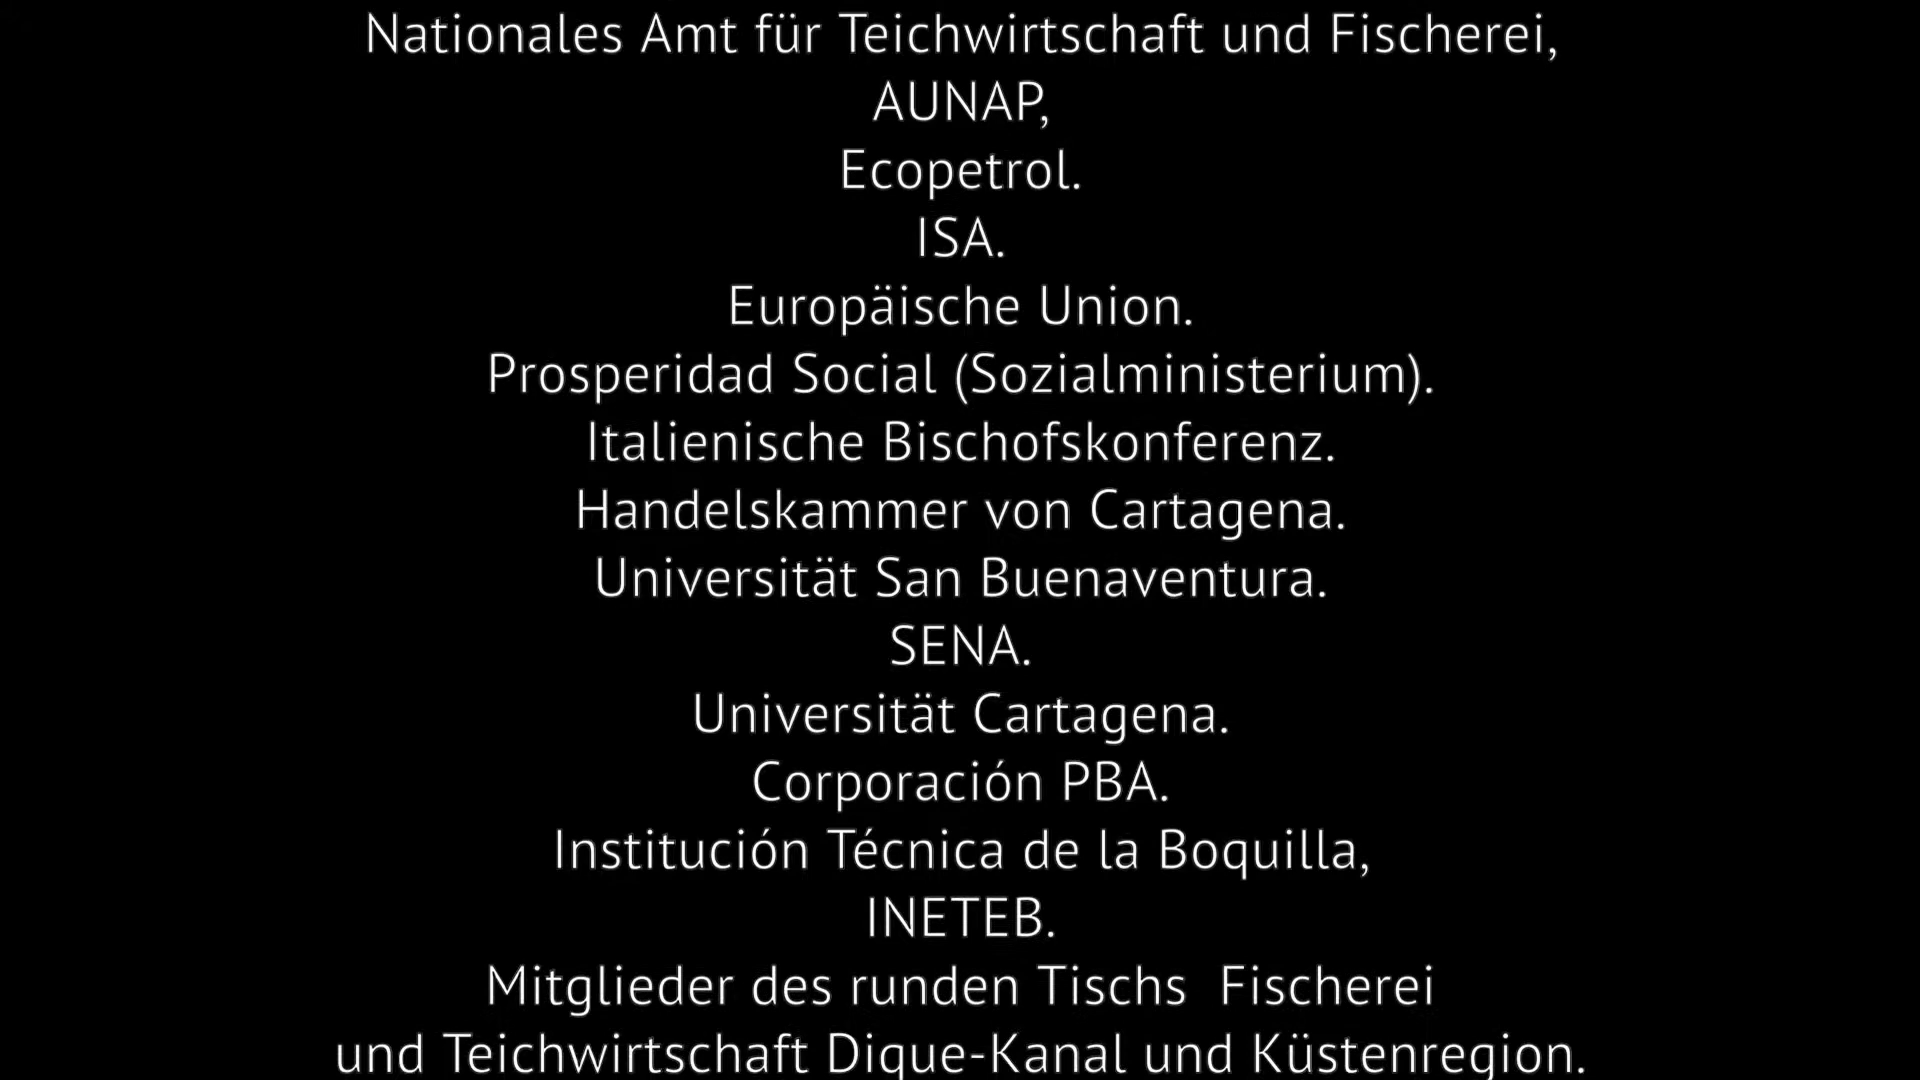 Nationales Amt für Teichwirtschaft und Fischerei,
AUNAP,
Ecopetrol.
ISA.
Europäische Union.
Prosperidad Social (Sozialministerium).
Italienische Bischofskonferenz.
Handelskammer von Cartagena.
Universität San Buenaventura.
SENA.
Universität Cartagena.
Corporación PBA.
Institución Técnica de la Boquilla,
INETEB.
Mitglieder des runden Tischs  Fischerei
und Teichwirtschaft Dique-Kanal und Küstenregion.